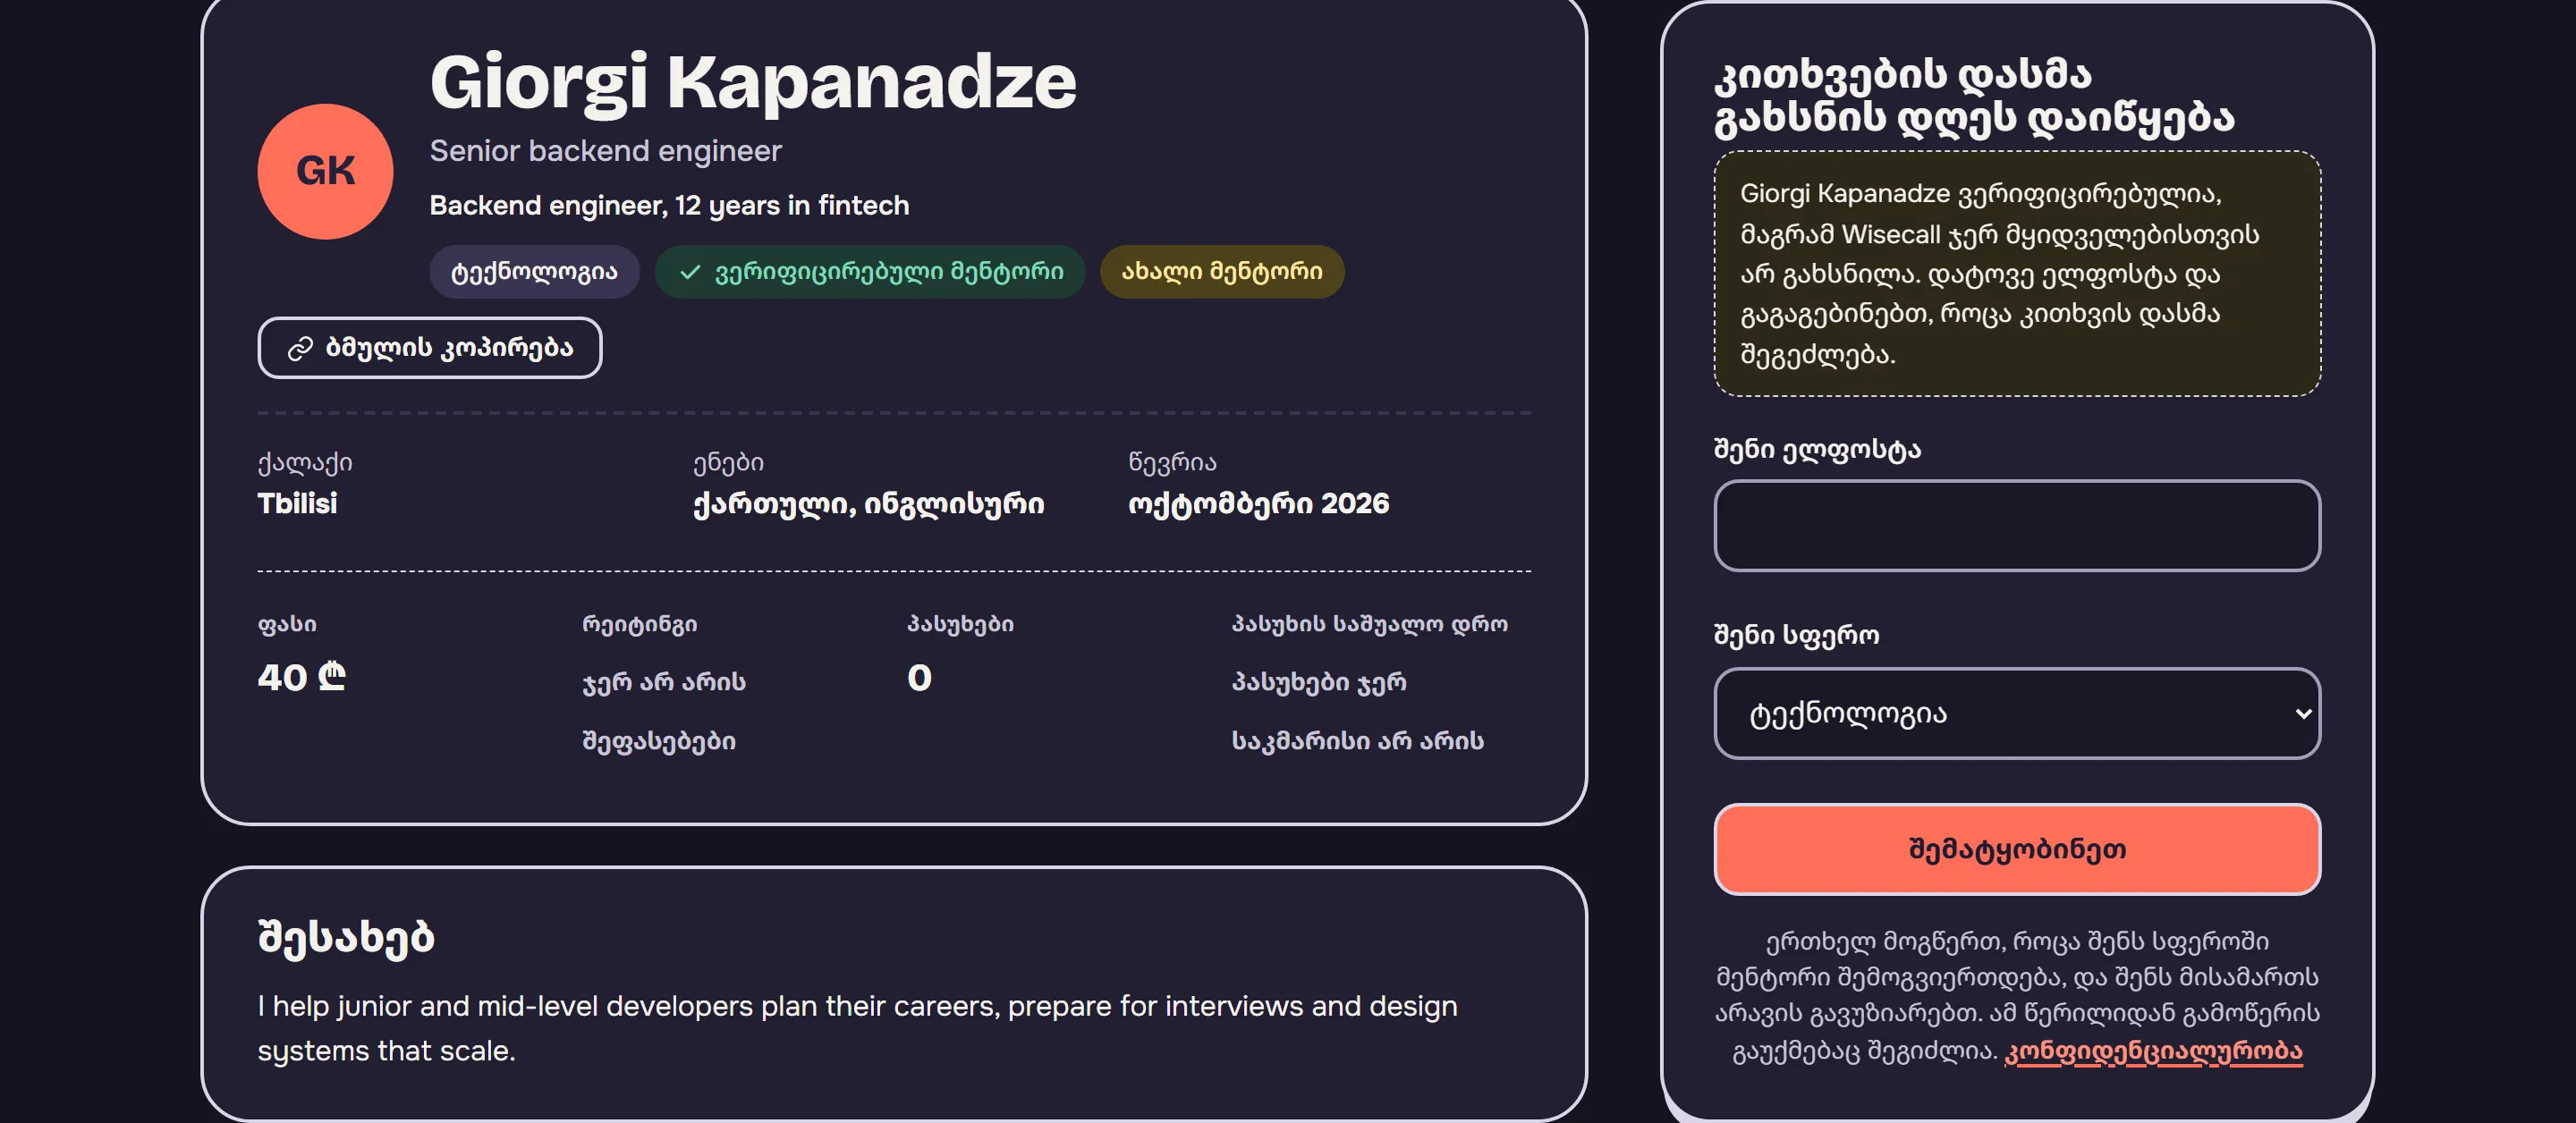 Giorgi Kapanadze
GK
Senior backend engineer
Backend engineer, 12 years in fintech
ტექნოლოგია
ვერიფიცირებული მენტორი
ახალი მენტორი
ბმულის კოპირება
ქალაქი
Tbilisi
ენები
ქართული, ინგლისური
წევრია
ოქტომბერი 2026
ფასი
40 ₾
რეიტინგი
ჯერ არ არის
შეფასებები
პასუხები
0
პასუხის საშუალო დრო
პასუხები ჯერ
საკმარისი არ არის
შესახებ
I help junior and mid-level developers plan their careers, prepare for interviews and design
systems that scale.
კითხვების დასმა
გახსნის დღეს დაიწყება
Giorgi Kapanadze ვერიფიცირებულია,
მაგრამ Wisecall ჯერ მყიდველებისთვის
არ გახსნილა. დატოვე ელფოსტა და
გაგაგებინებთ, როცა კითხვის დასმა
შეგეძლება.
შენი ელფოსტა
შენი სფერო
ტექნოლოგია
შემატყობინეთ
ერთხელ მოგწერთ, როცა შენს სფეროში
მენტორი შემოგვიერთდება, და შენს მისამართს
არავის გავუზიარებთ. ამ წერილიდან გამოწერის
გაუქმებაც შეგიძლია. კონფიდენციალურობა